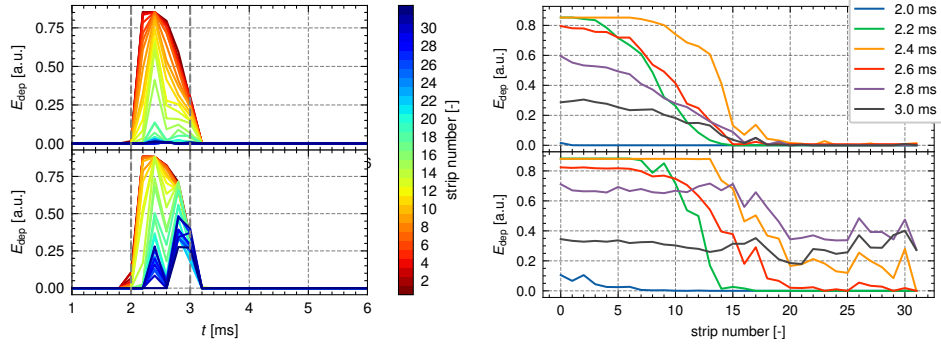 0.75
0.50
0.25
0.00
E_dep [a.u.]
6
0.75
0.50
0.25
0.00
E_dep [a.u.]
1 2 3 4 5 6
t [ms]
30
28
26
24
22
20
18
16
14
12
10
8
6
4
2
strip number [-]
0.8
0.6
0.4
0.2
0.0
E_dep [a.u.]
2.0 ms
2.2 ms
2.4 ms
2.6 ms
2.8 ms
3.0 ms
0.8
0.6
0.4
0.2
0.0
E_dep [a.u.]
0 5 10 15 20 25 30
strip number [-]